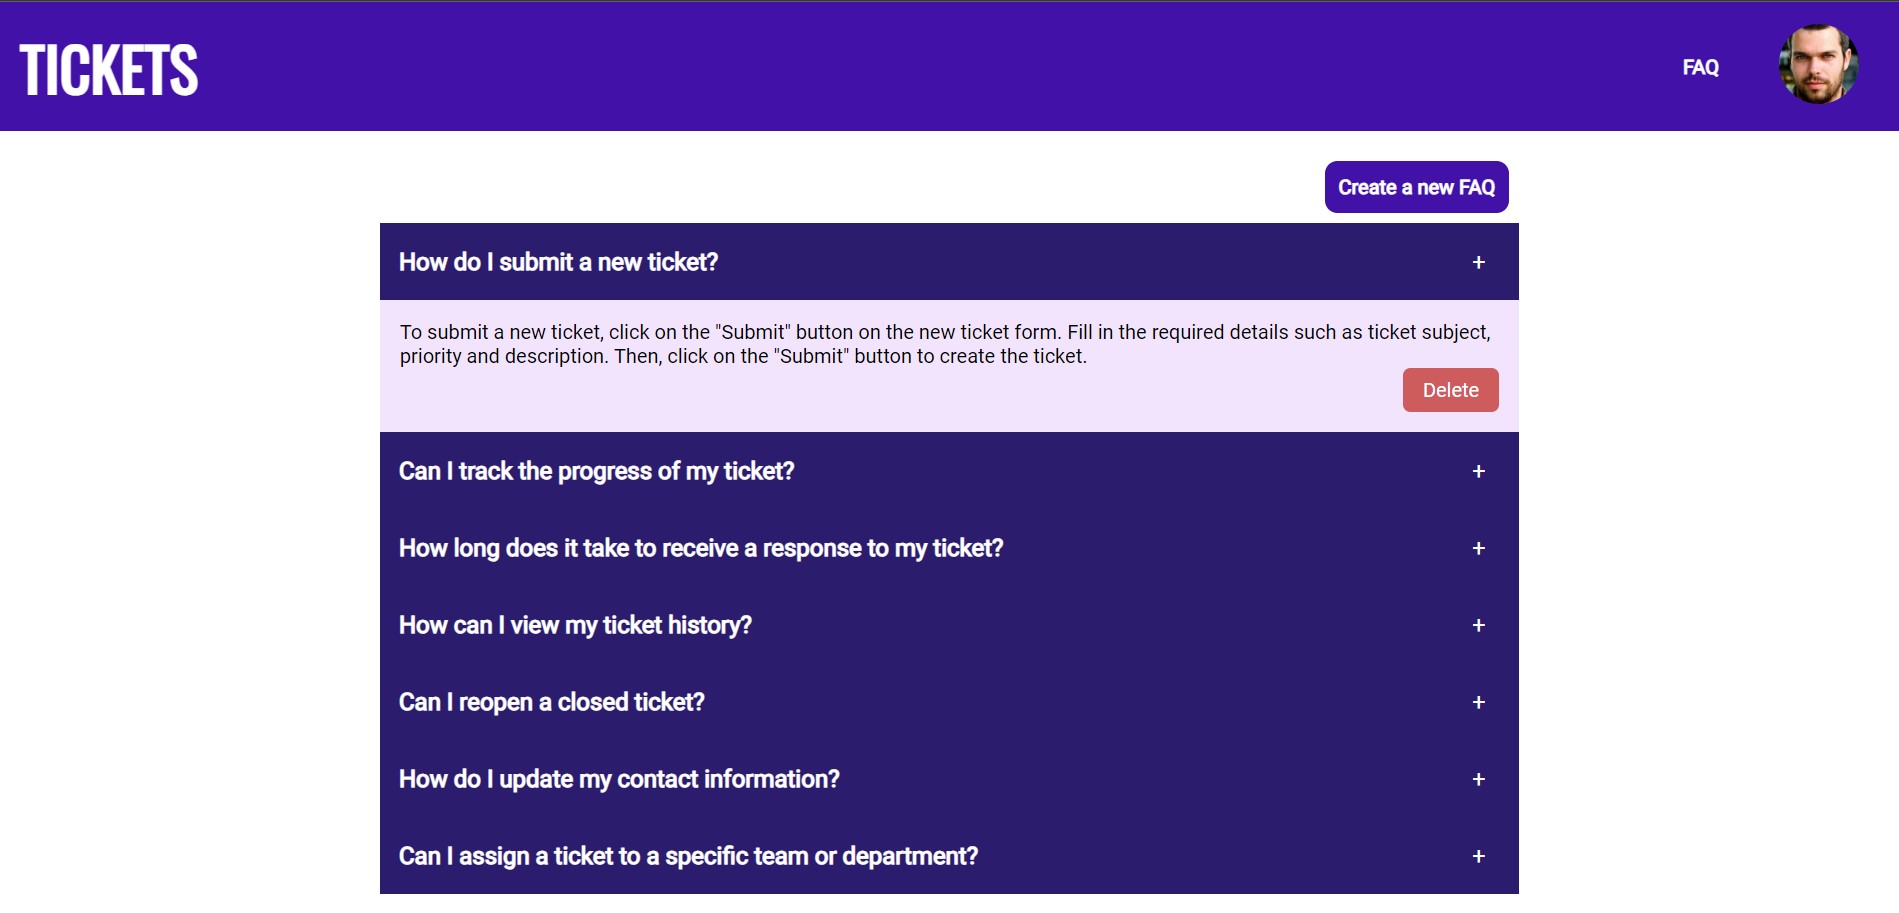 TICKETS
FAQ
Create a new FAQ
How do I submit a new ticket? +
To submit a new ticket, click on the "Submit" button on the new ticket form. Fill in the required details such as ticket subject,
priority and description. Then, click on the "Submit" button to create the ticket.
Delete
Can I track the progress of my ticket? +
How long does it take to receive a response to my ticket? +
How can I view my ticket history? +
Can I reopen a closed ticket? +
How do I update my contact information? +
Can I assign a ticket to a specific team or department? +